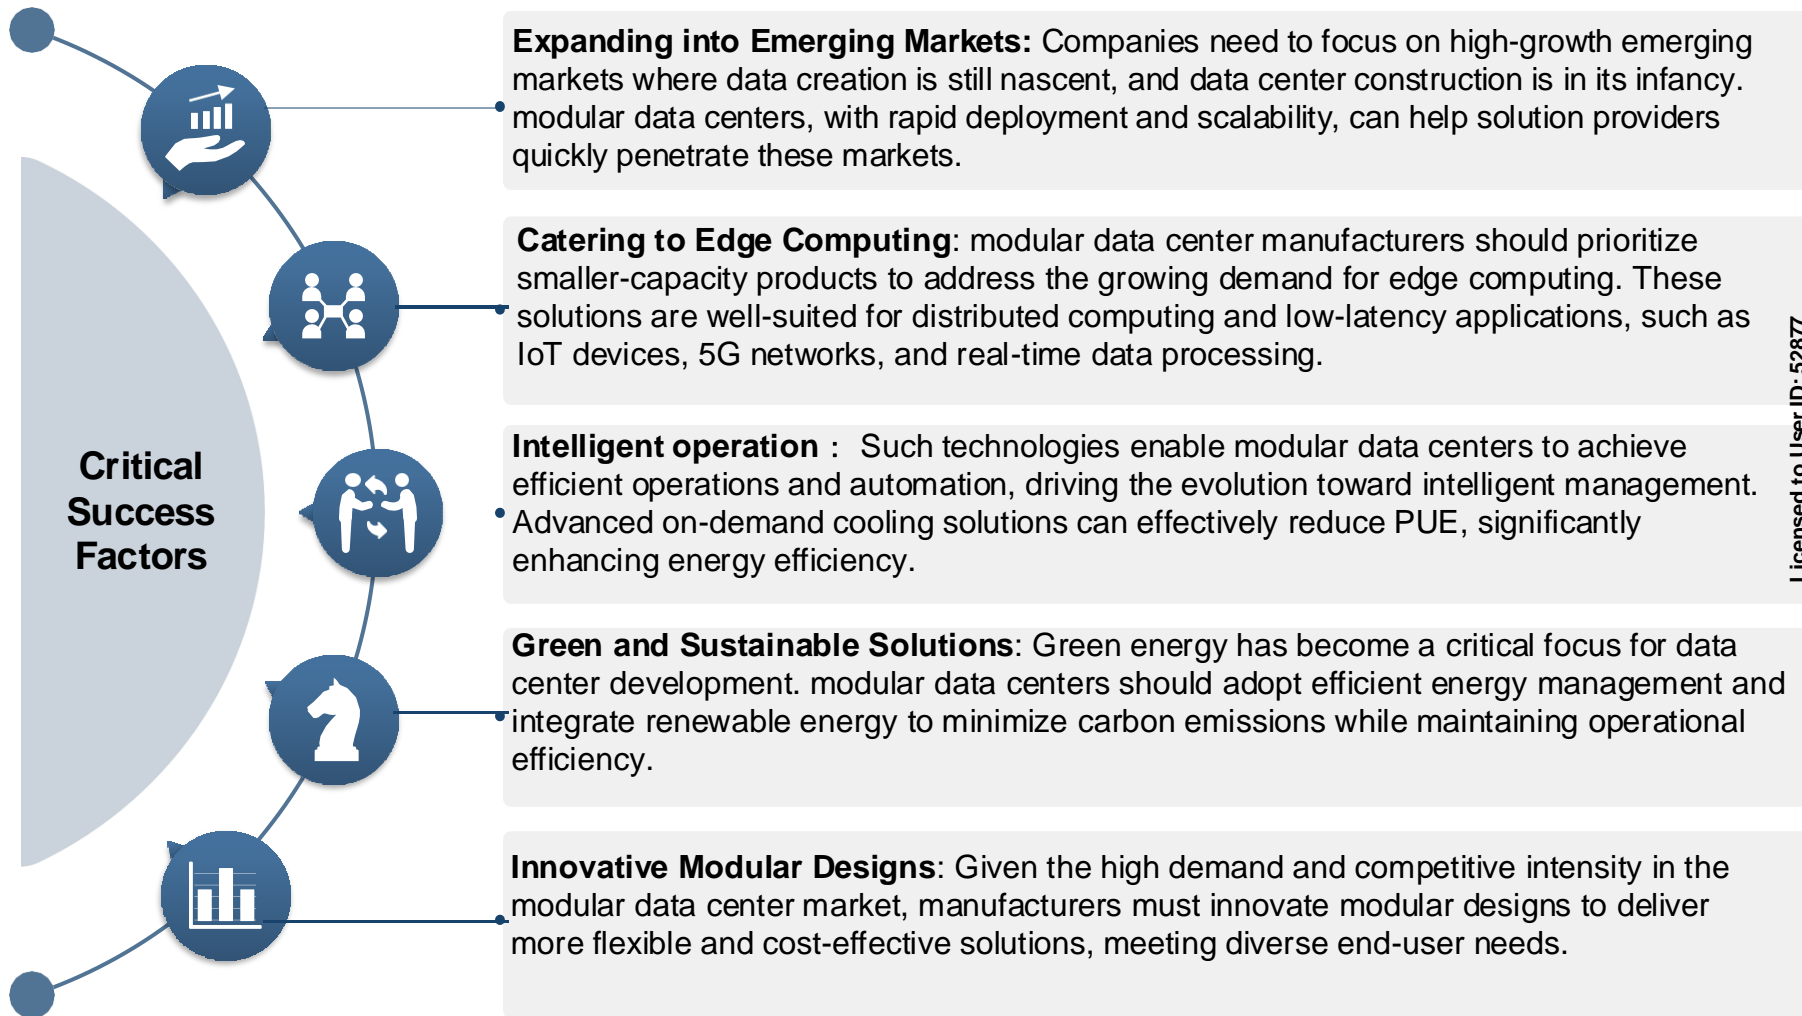 Expanding into Emerging Markets: Companies need to focus on high-growth emerging
markets where data creation is still nascent, and data center construction is in its infancy.
modular data centers, with rapid deployment and scalability, can help solution providers
quickly penetrate these markets.
Catering to Edge Computing: modular data center manufacturers should prioritize
smaller-capacity products to address the growing demand for edge computing. These
solutions are well-suited for distributed computing and low-latency applications, such as
IoT devices, 5G networks, and real-time data processing.
Critical
Success
Factors
Intelligent operation： Such technologies enable modular data centers to achieve
efficient operations and automation, driving the evolution toward intelligent management.
Advanced on-demand cooling solutions can effectively reduce PUE, significantly
enhancing energy efficiency.
Green and Sustainable Solutions: Green energy has become a critical focus for data
center development. modular data centers should adopt efficient energy management and
integrate renewable energy to minimize carbon emissions while maintaining operational
efficiency.
Innovative Modular Designs: Given the high demand and competitive intensity in the
modular data center market, manufacturers must innovate modular designs to deliver
more flexible and cost-effective solutions, meeting diverse end-user needs.
Licensed to User ID: 52877